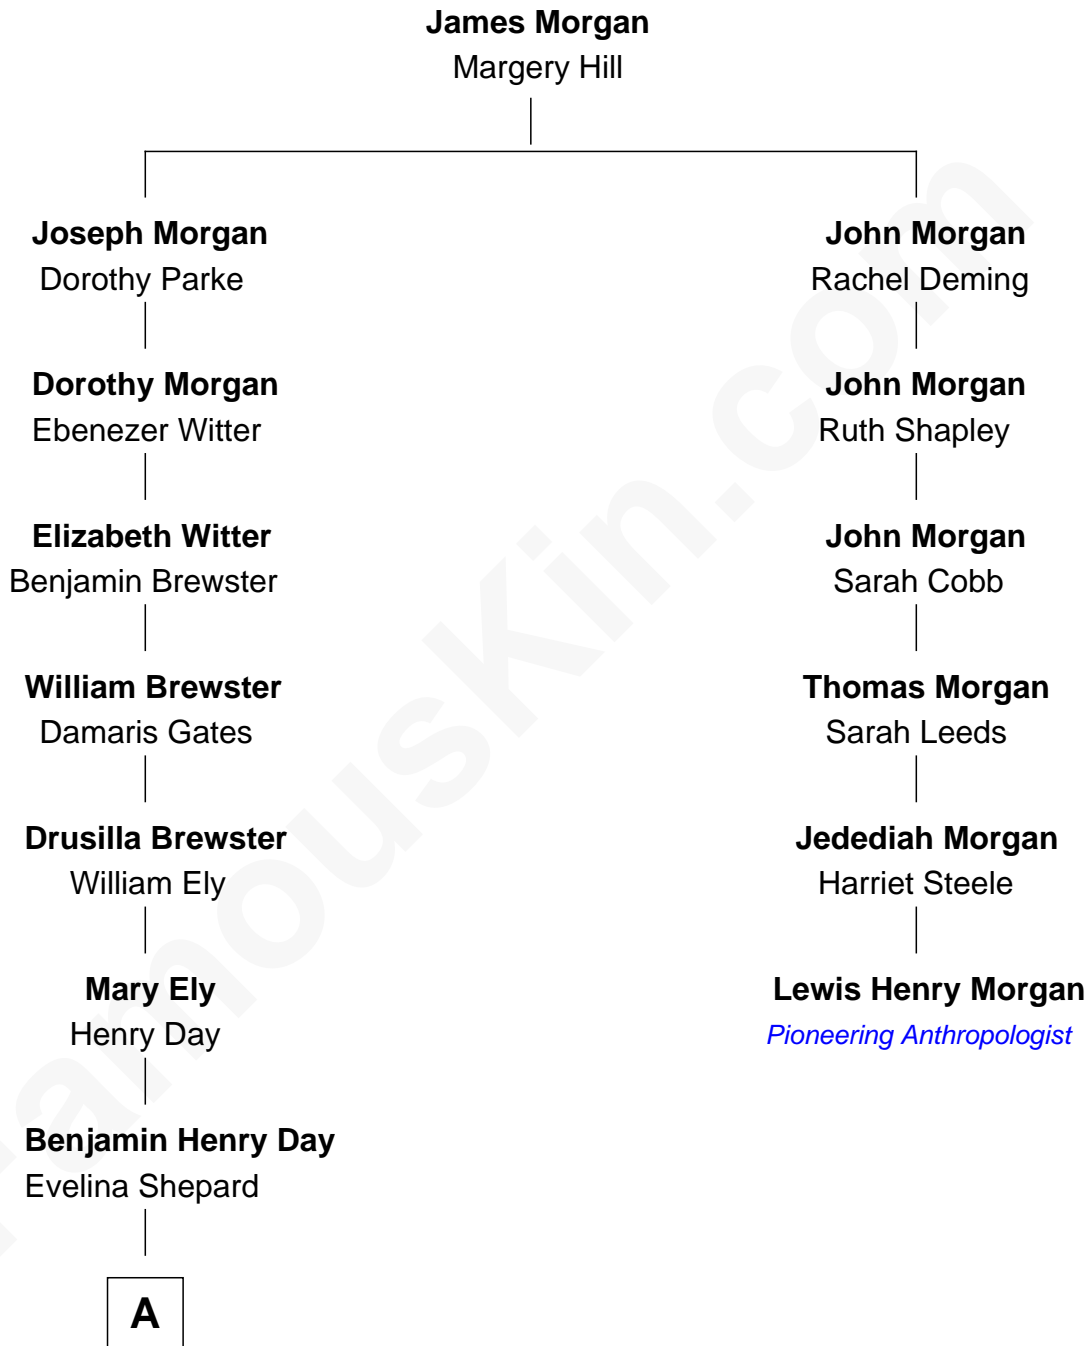 James Morgan
Margery Hill
Joseph Morgan
Dorothy Parke
Dorothy Morgan
Ebenezer Witter
Elizabeth Witter
Benjamin Brewster
William Brewster
Damaris Gates
Drusilla Brewster
William Ely
Mary Ely
Henry Day
Benjamin Henry Day
Evelina Shepard
A
John Morgan
Rachel Deming
John Morgan
Ruth Shapley
John Morgan
Sarah Cobb
Thomas Morgan
Sarah Leeds
Jedediah Morgan
Harriet Steele
Lewis Henry Morgan
Pioneering Anthropologist
FamousKin.com